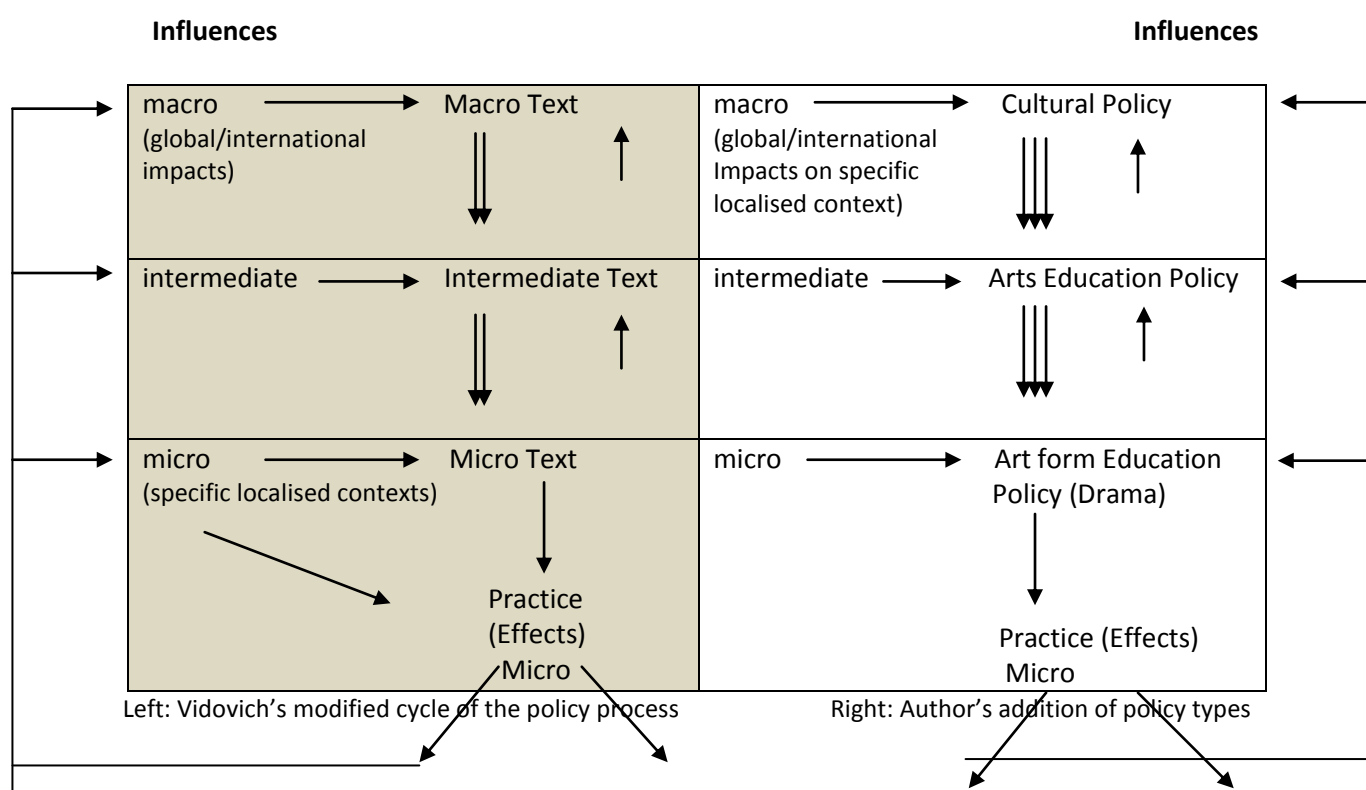 Influences
Influences
macro
Macro Text
(global/international
impacts)
macro
Cultural Policy
(global/international
Impacts on specific
localised context)
intermediate
Intermediate Text
intermediate
Arts Education Policy
micro
Micro Text
(specific localised contexts)
Practice
(Effects)
Micro
micro
Art form Education
Policy (Drama)
Practice (Effects)
Micro
Left: Vidovich’s modified cycle of the policy process
Right: Author’s addition of policy types